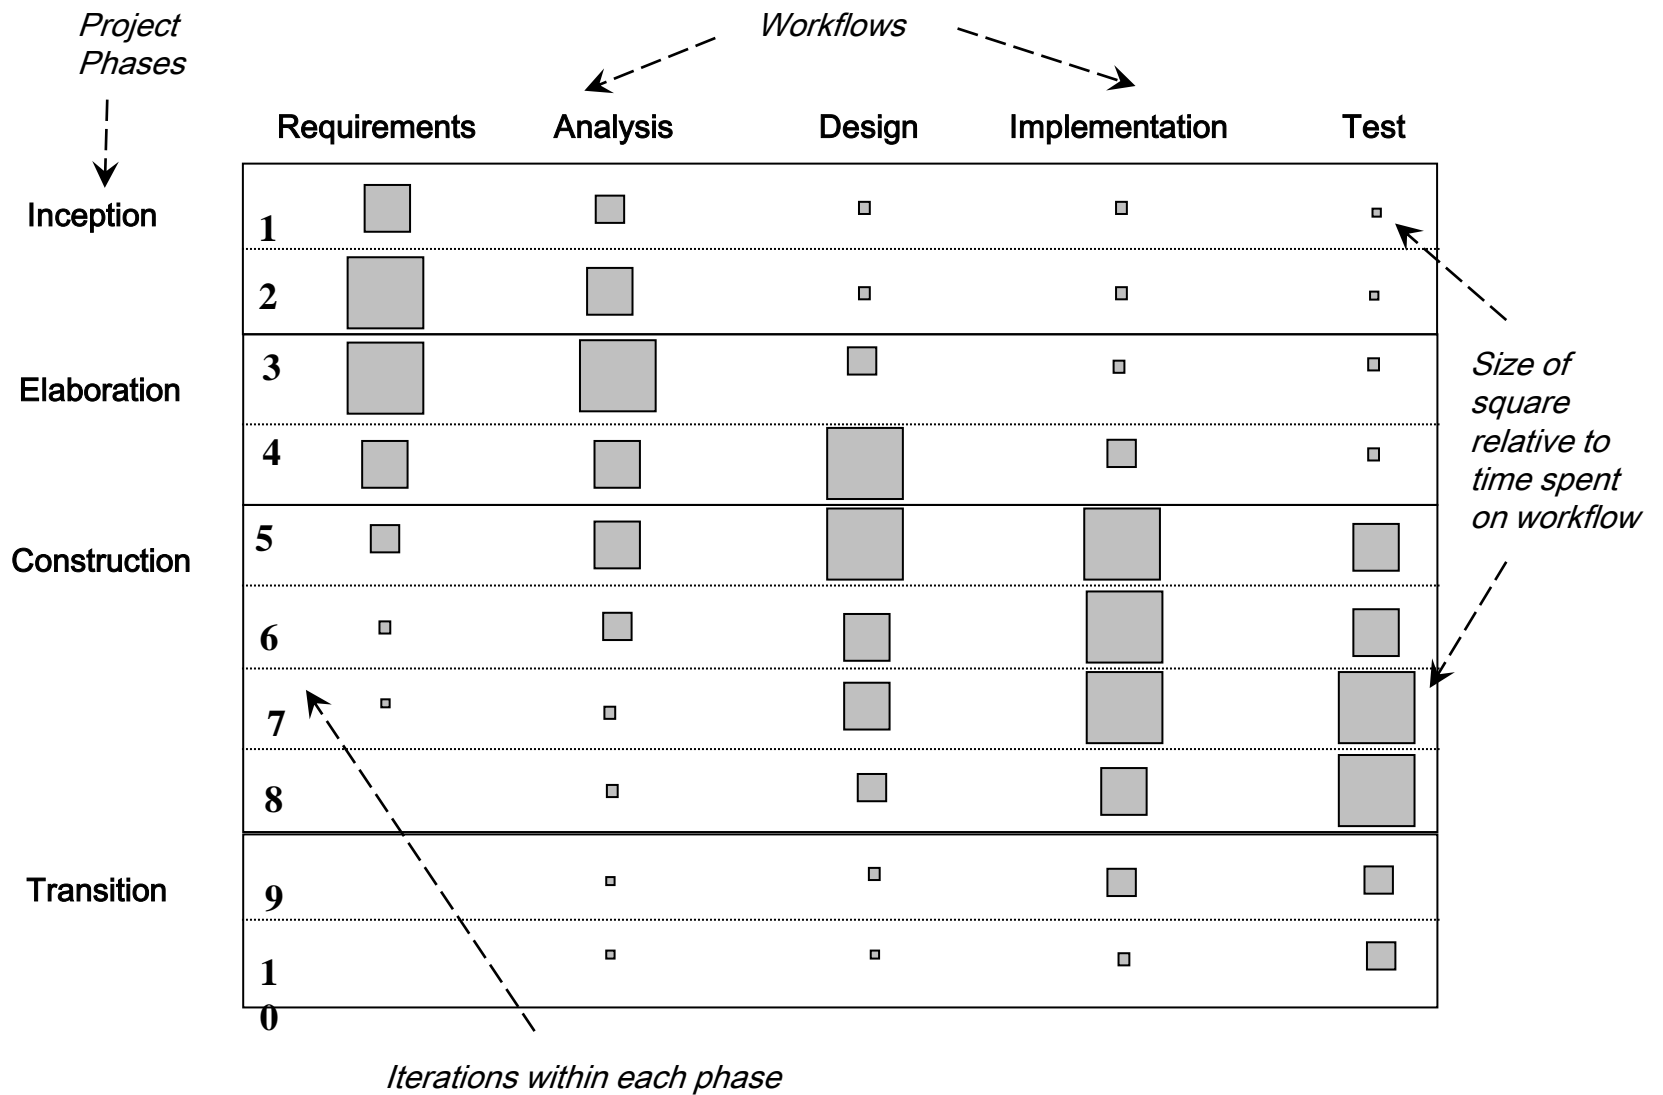 Project
Phases
Workflows
Requirements Analysis Design Implementation Test
Inception
1
2
Elaboration
3
4
Size of
square
relative to
time spent
on workflow
Construction
5
6
7
8
Transition
9
1
0
Iterations within each phase